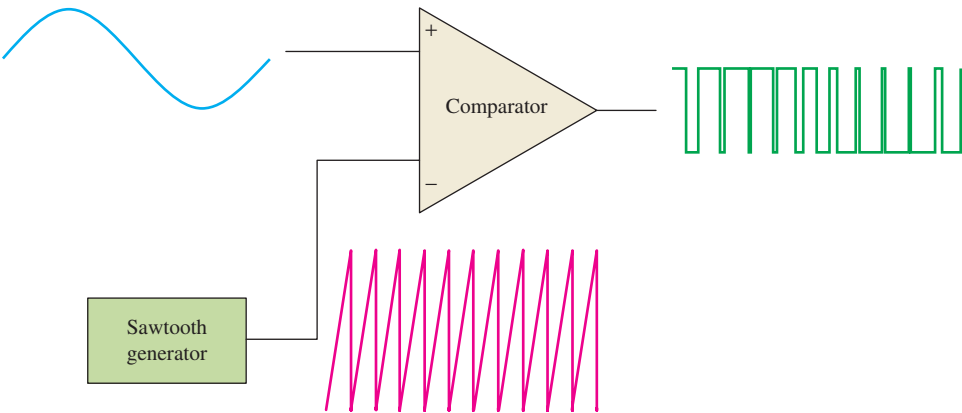 +
Comparator
−
Sawtooth
generator